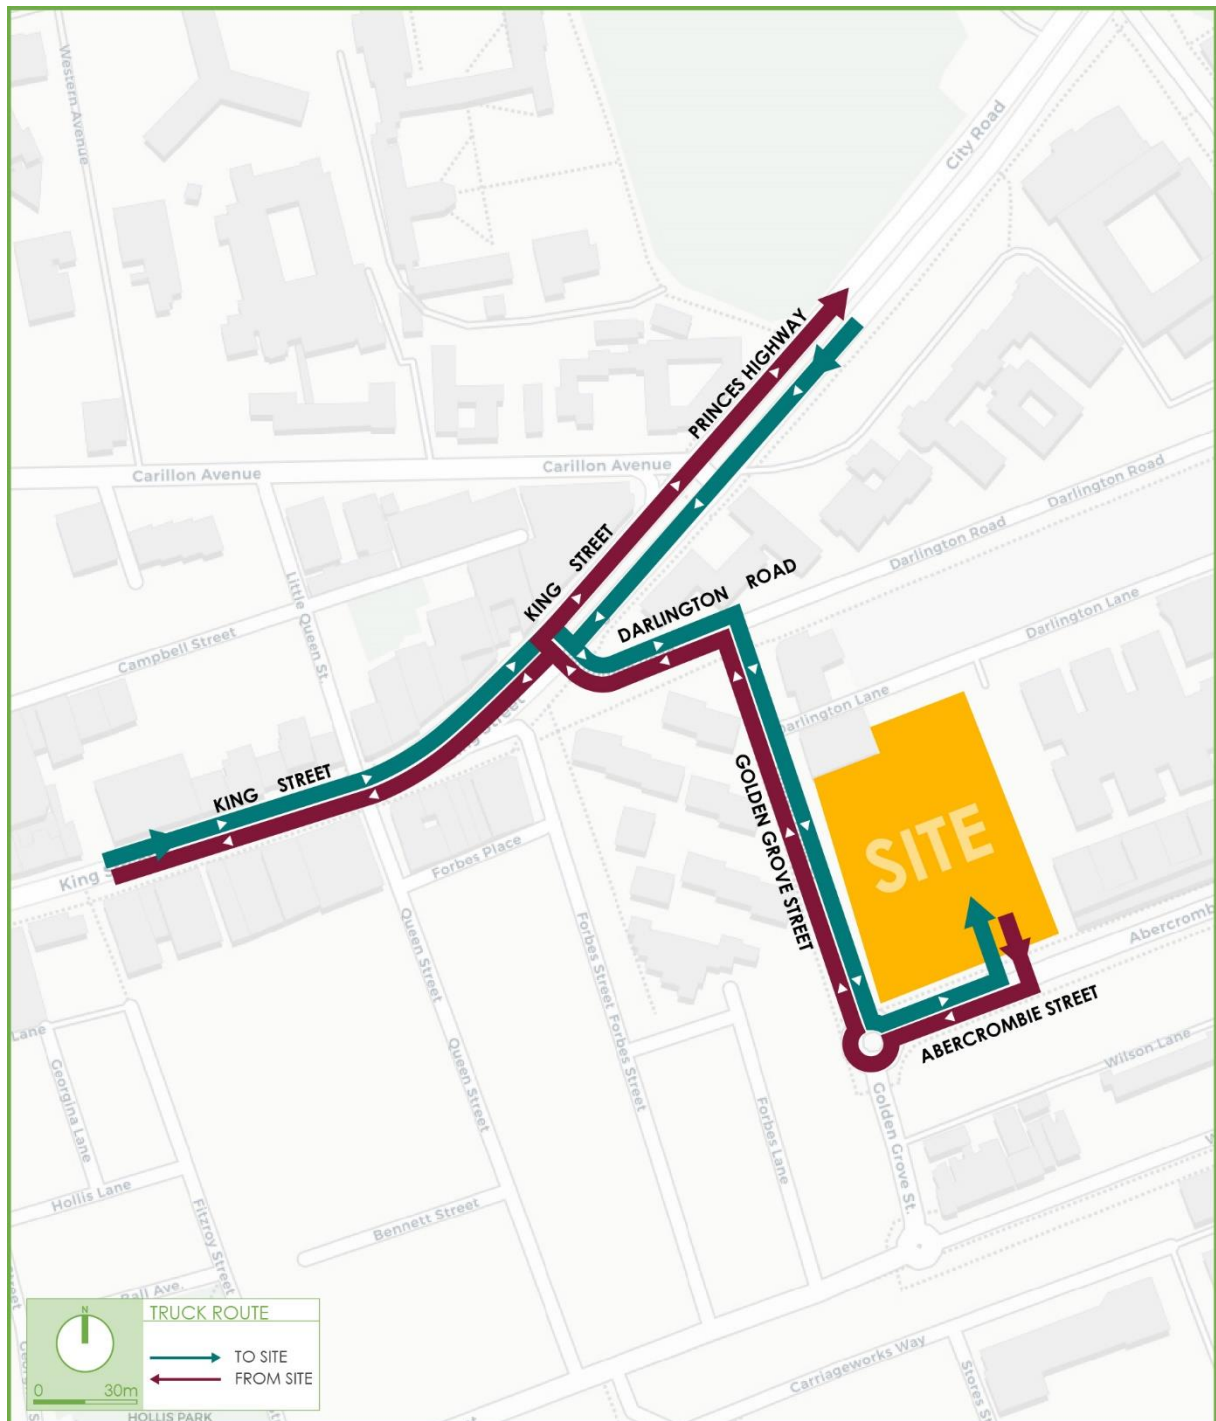 Western Avenue
City Road
PRINCES HIGHWAY
Carillon Avenue
Carillon Avenue
Darlington Road
Darlington Road
KING STREET
DARLINGTON ROAD
Little Queen St.
Campbell Street
Darlington Lane
Darlington Lane
KING STREET
GOLDEN GROVE STREET
SITE
King
Forbes Place
Queen Street
Forbes Street
Forbes Street
ABERCROMBIE STREET
Lane
Georgina Lane
Queen Street
Wilson Lane
Forbes Lane
Golden Grove St.
Hollis Lane
Fitzroy Street
Bennett Street
Ball Ave.
N
TRUCK ROUTE
TO SITE
FROM SITE
0 30m
HOLLIS PARK
Carriageworks Way